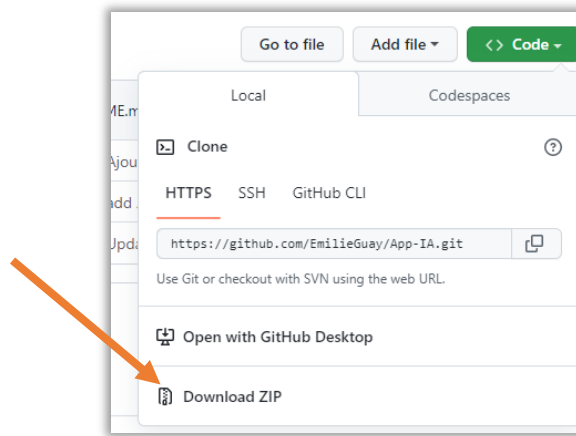 Go to file Add file <> Code
Local Codespaces
ME.m
Clone
Ajou
HTTPS SSH GitHub CLI
add .
https://github.com/EmilieGuay/App-IA.git
Upda
Use Git or checkout with SVN using the web URL.
Open with GitHub Desktop
Download ZIP